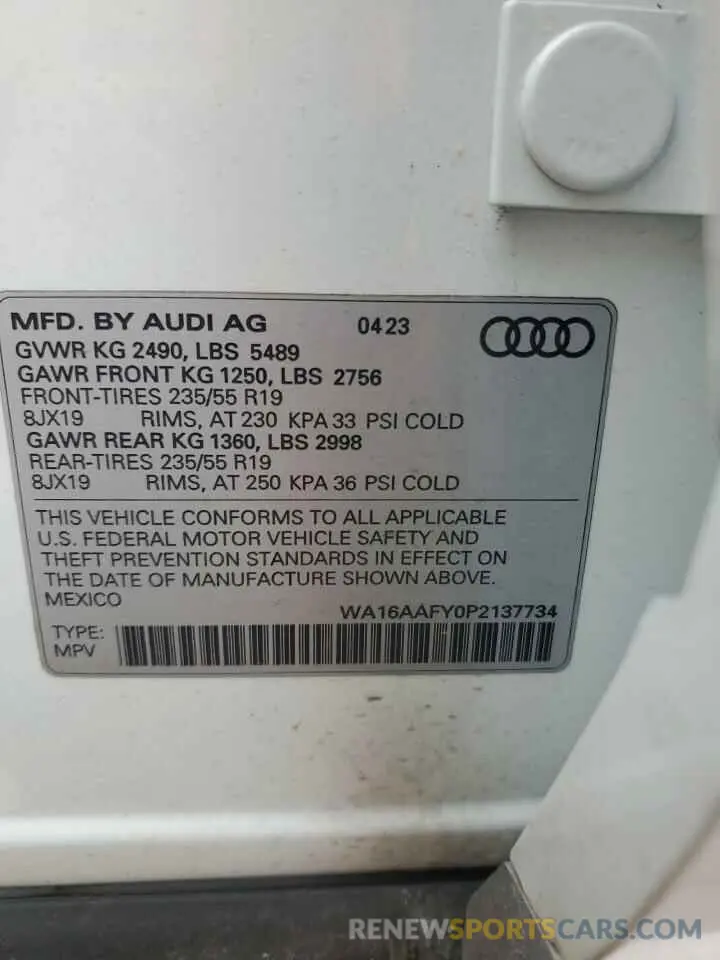 MFD. BY AUDI AG 0423
GVWR KG 2490, LBS 5489
GAWR FRONT KG 1250, LBS 2756
FRONT-TIRES 235/55 R19
8JX19 RIMS, AT 230 KPA 33 PSI COLD
GAWR REAR KG 1360, LBS 2998
REAR-TIRES 235/55 R19
8JX19 RIMS, AT 250 KPA 36 PSI COLD
THIS VEHICLE CONFORMS TO ALL APPLICABLE
U.S. FEDERAL MOTOR VEHICLE SAFETY AND
THEFT PREVENTION STANDARDS IN EFFECT ON
THE DATE OF MANUFACTURE SHOWN ABOVE.
MEXICO
WA16AAFY0P2137734
TYPE:
MPV
RENEWSPORTSCARS.COM